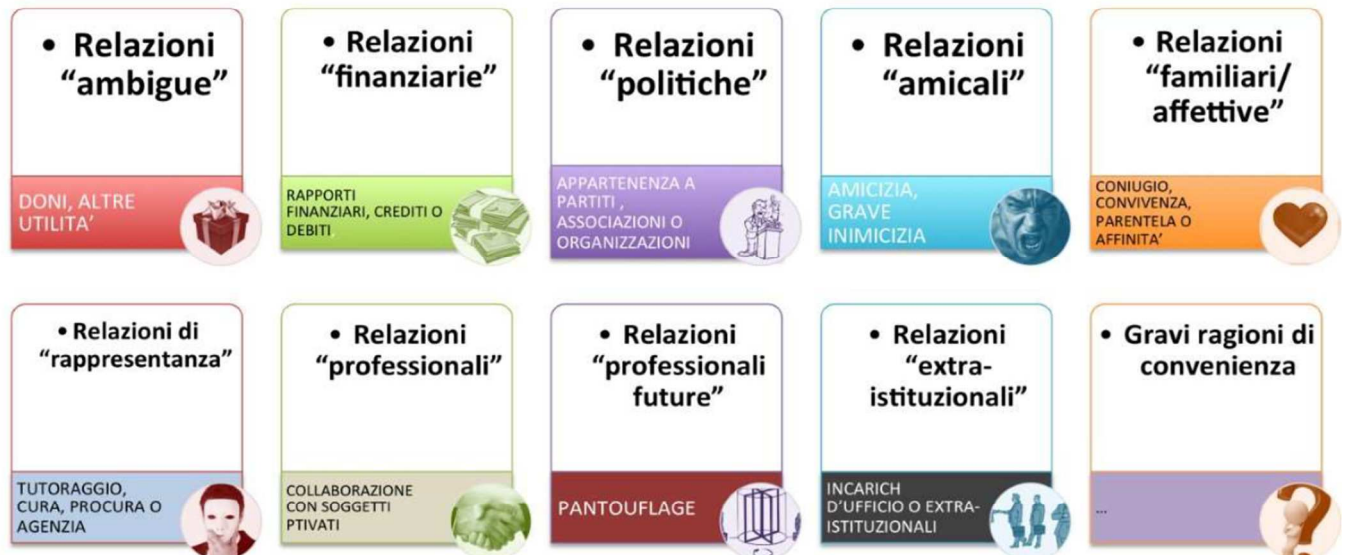 • Relazioni
“ambigue”
DONI, ALTRE
UTILITA’
• Relazioni
“finanziarie”
RAPPORTI
FINANZIARI, CREDITI O
DEBITI
• Relazioni
“politiche”
APPARTENENZA A
PARTITI ,
ASSOCIAZIONI O
ORGANIZZAZIONI
• Relazioni
“amicali”
AMICIZIA,
GRAVE
INIMICIZIA
• Relazioni
“familiari/
affettive”
CONIUGIO,
CONVIVENZA,
PARENTELA O
AFFINITA’
• Relazioni di
“rappresentanza”
TUTORAGGIO,
CURA, PROCURA O
AGENZIA
• Relazioni
“professionali”
COLLABORAZIONE
CON SOGGETTI
PTIVATI
• Relazioni
“professionali
future”
PANTOUFLAGE
• Relazioni
“extra-
istituzionali”
INCARICH
D’UFFICIO O EXTRA-
ISTITUZIONALI
• Gravi ragioni di
convenienza
...